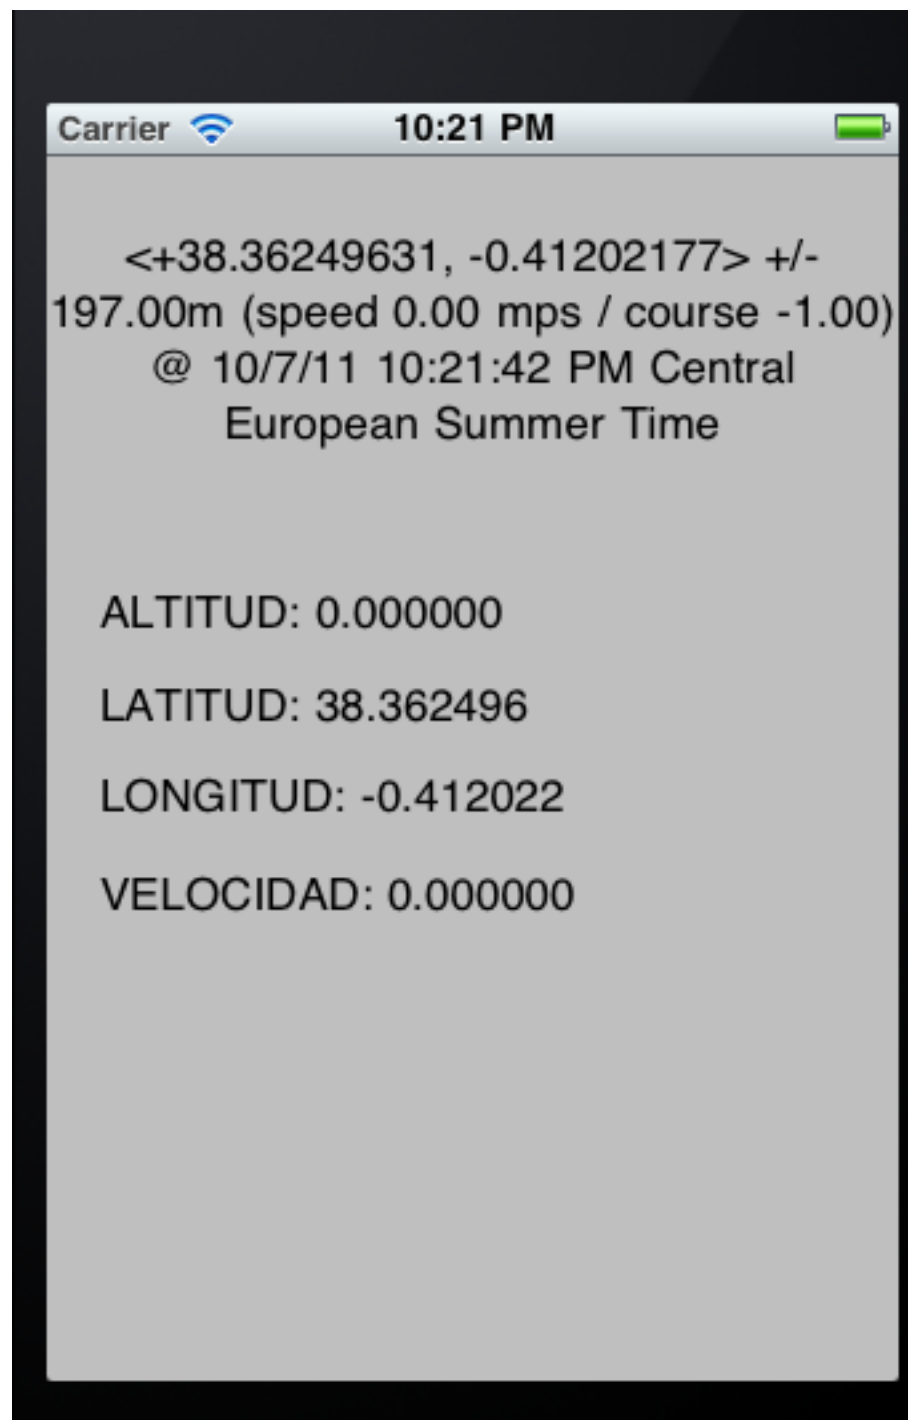 Carrier 10:21 PM
<+38.36249631, -0.41202177> +/-
197.00m (speed 0.00 mps / course -1.00)
@ 10/7/11 10:21:42 PM Central
European Summer Time
ALTITUD: 0.000000
LATITUD: 38.362496
LONGITUD: -0.412022
VELOCIDAD: 0.000000